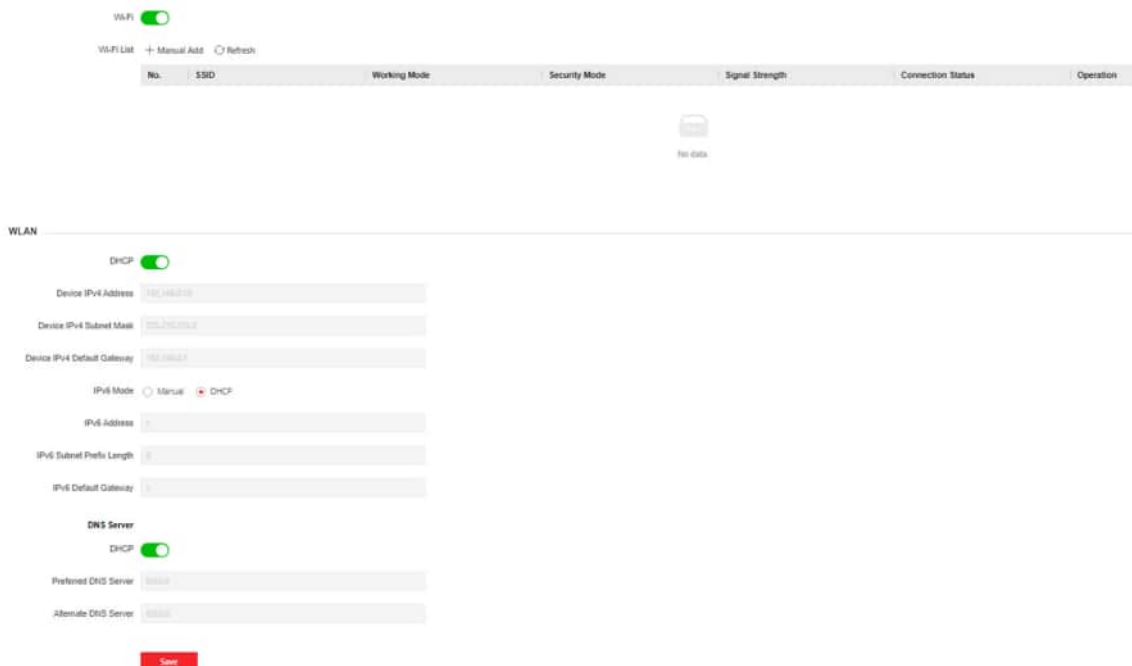 Wi-Fi
Wi-Fi List + Manual Add Refresh
No. SSID Working Mode Security Mode Signal Strength Connection Status Operation
No data
WLAN
DHCP
Device IPv4 Address
Device IPv4 Subnet Mask
Device IPv4 Default Gateway
IPv6 Mode Manual DHCP
IPv6 Address
IPv6 Subnet Prefix Length
IPv6 Default Gateway
DNS Server
DHCP
Preferred DNS Server
Alternate DNS Server
Save